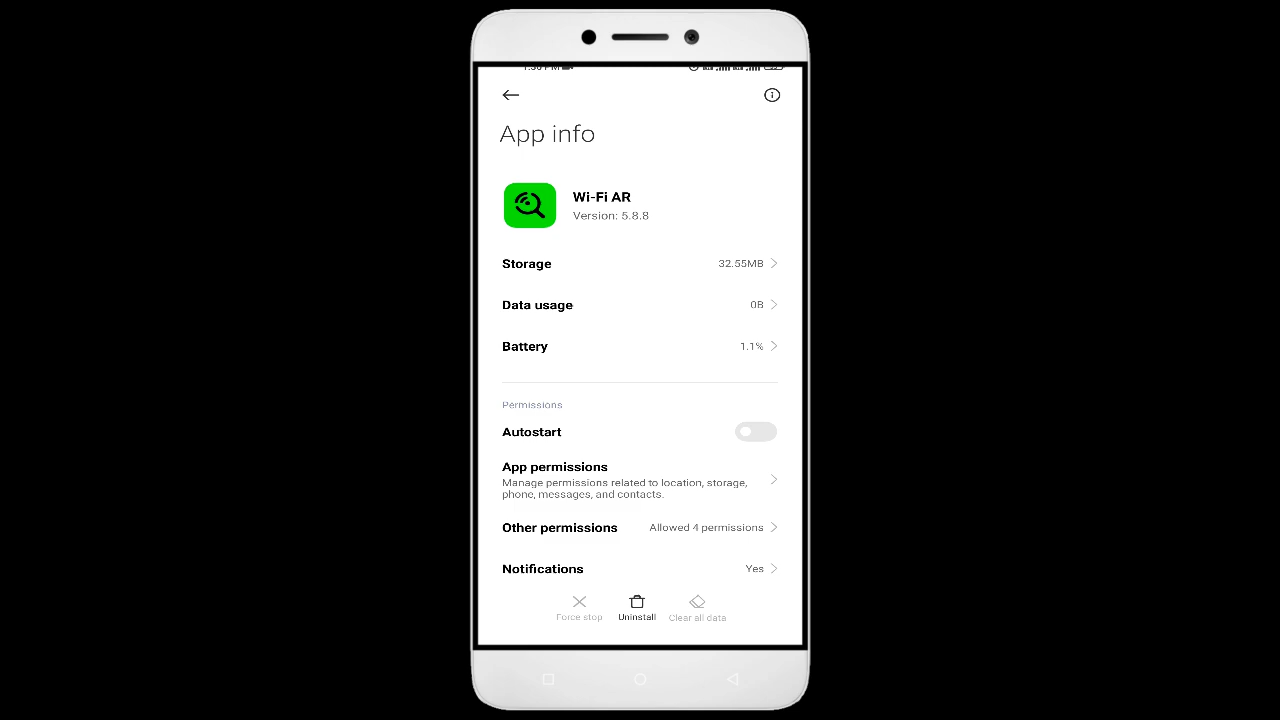 App info
Wi-Fi AR
Version: 5.8.8
Storage 32.55MB
Data usage 0B
Battery 1.1%
Permissions
Autostart
App permissions
Manage permissions related to location, storage,
phone, messages, and contacts.
Other permissions Allowed 4 permissions
Notifications Yes
Force stop Uninstall Clear all data